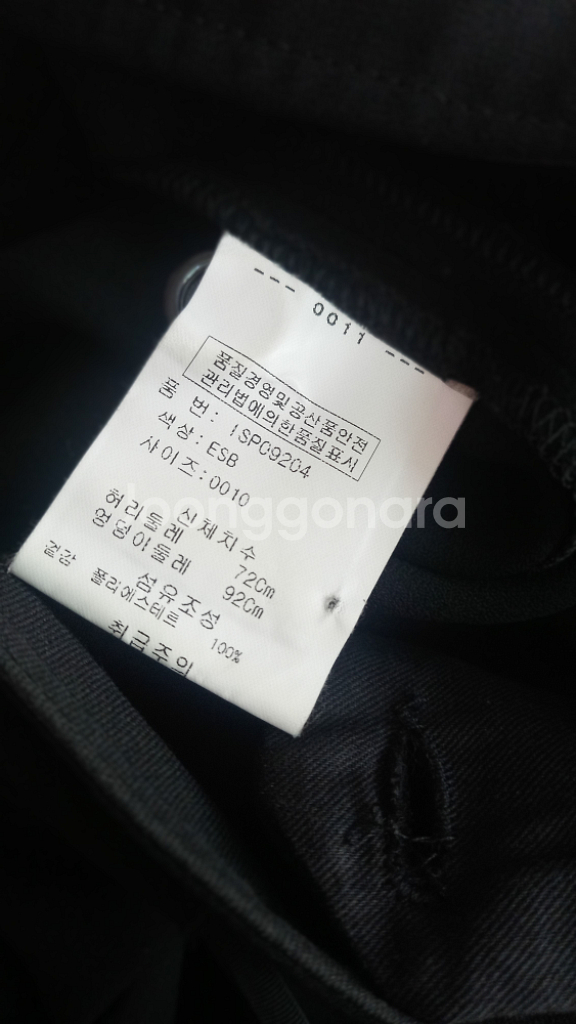 --- 0011 ---
품질경영및공산품안전
관리법에의한품질표시
품 번: ISP09204
색상:ESB
사이즈:0010
신체치수
허리둘레 72Cm
엉덩이둘레 92Cm
섬유조성
겉감 폴리에스테르 100%
취급주의
joonggonara